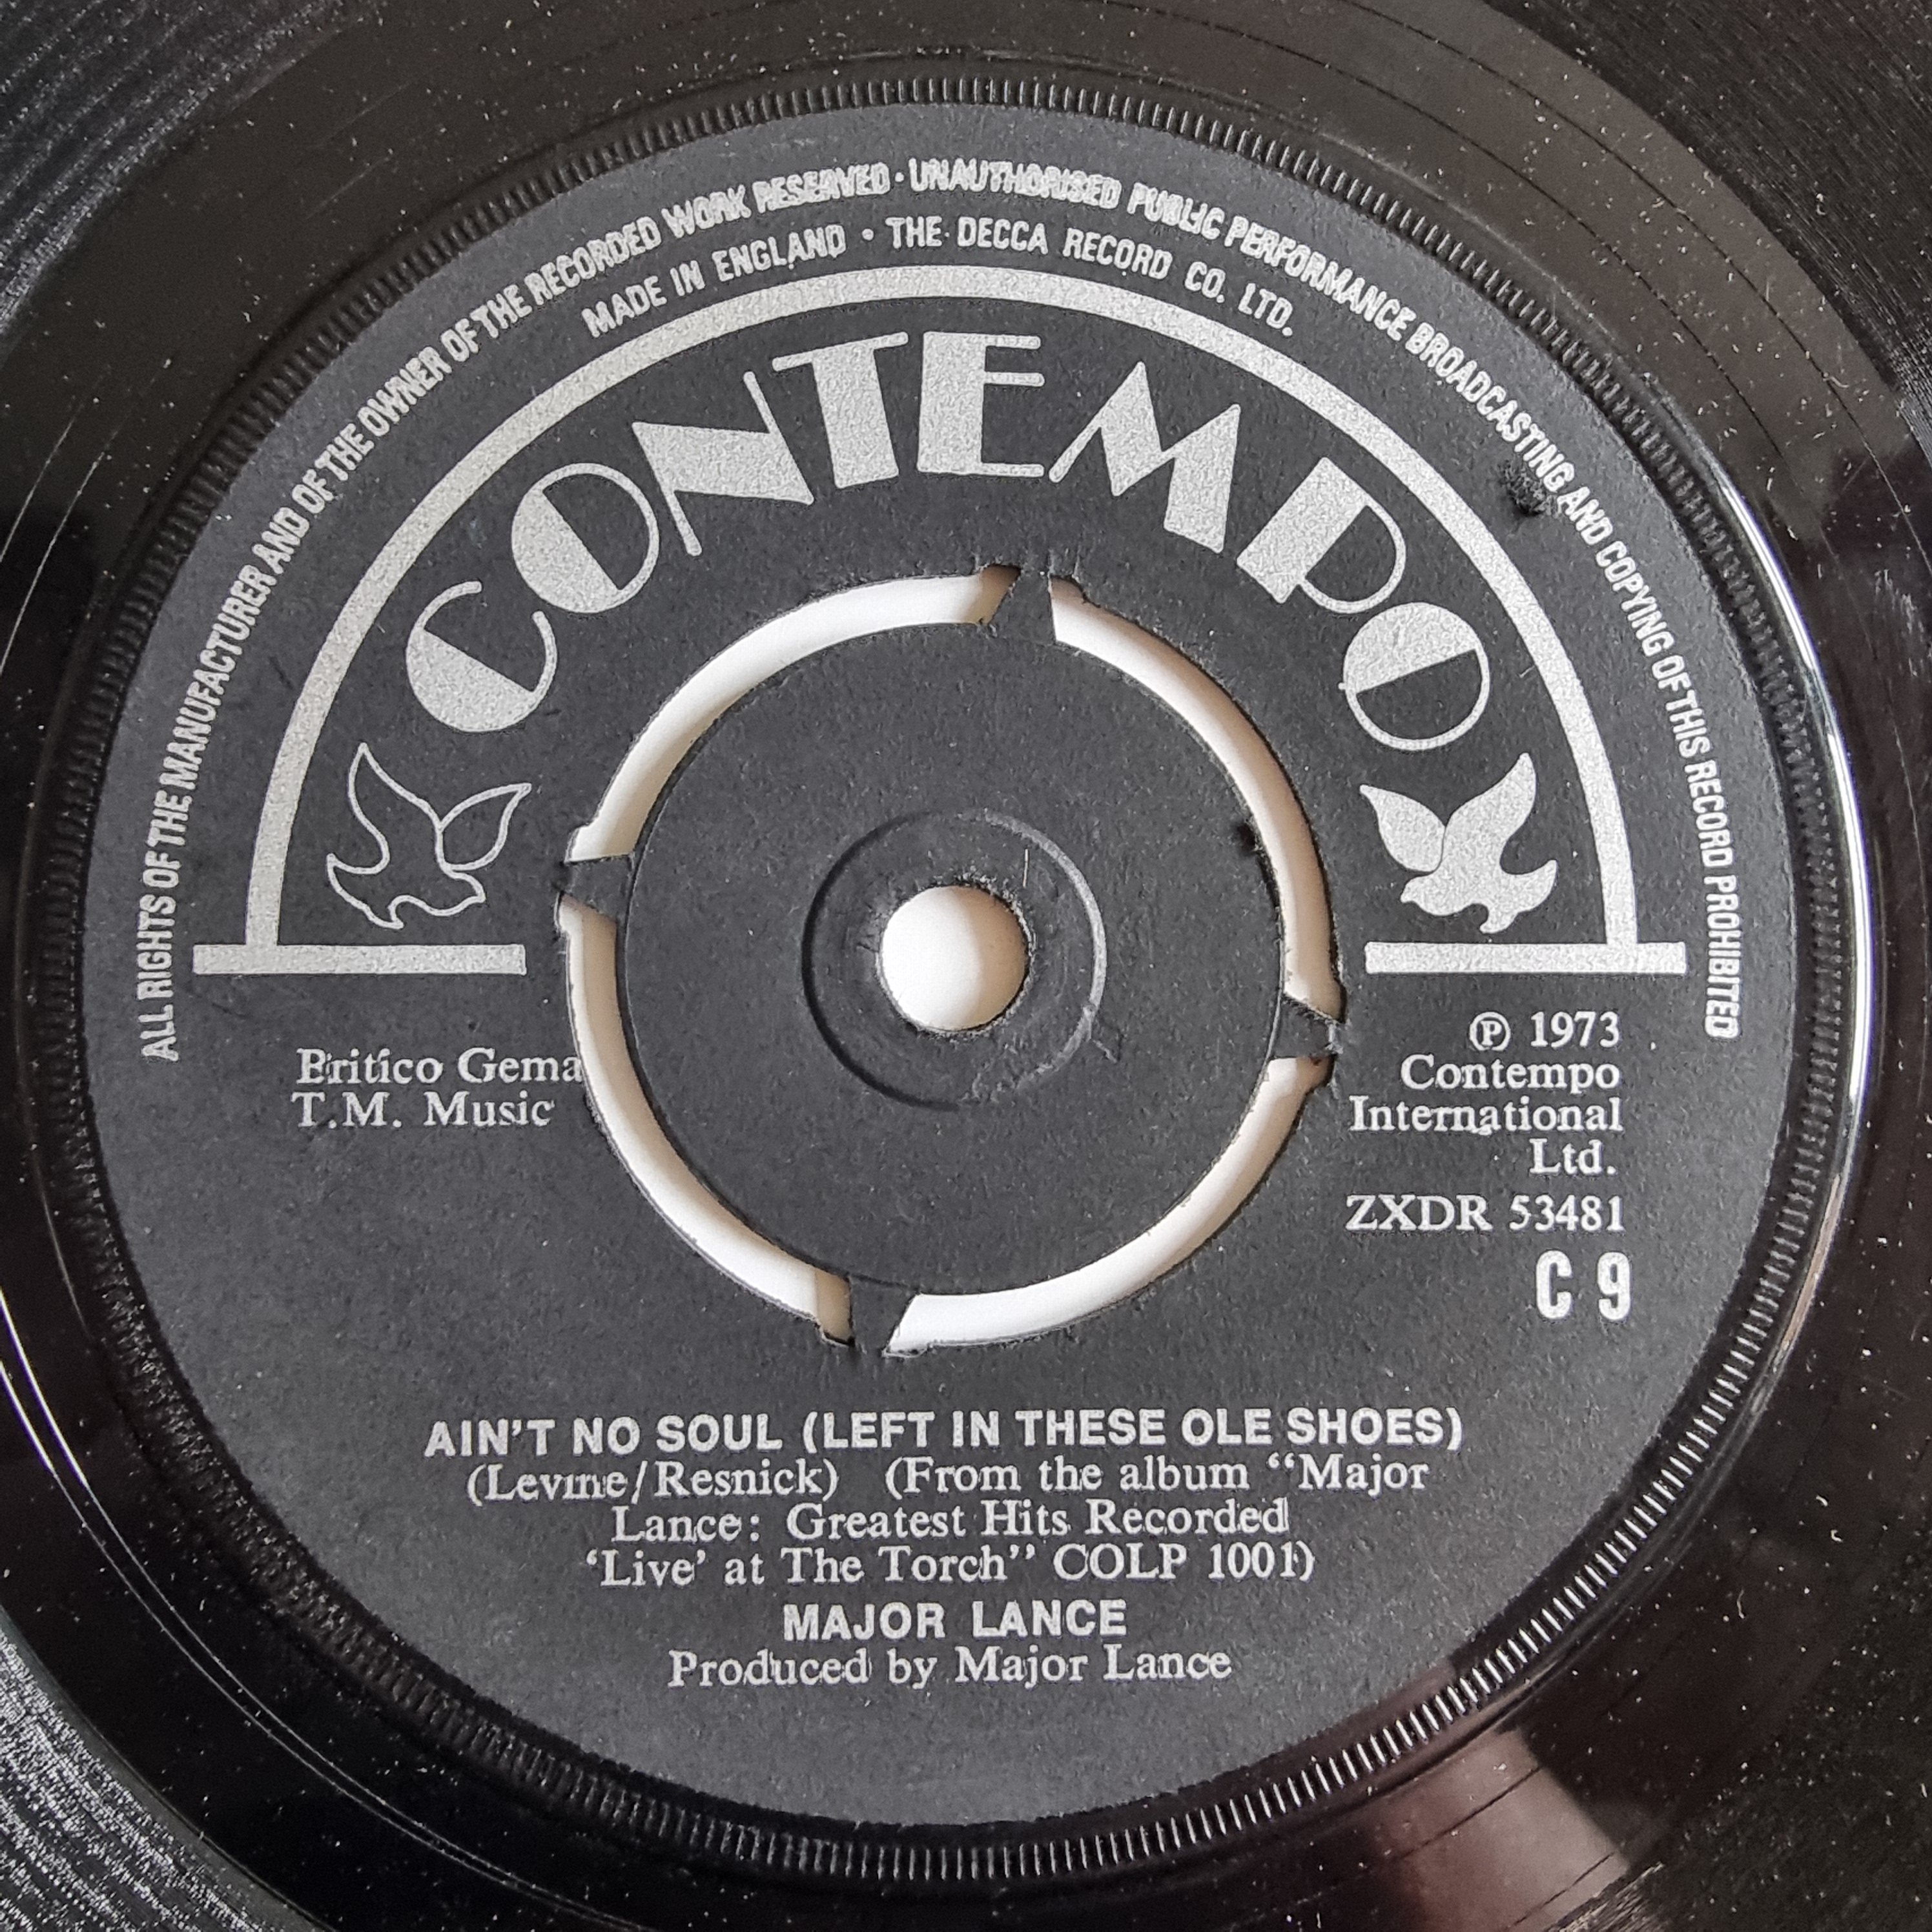 ALL RIGHTS OF THE MANUFACTURER AND OF THE OWNER OF THE RECORDED WORK RESERVED · UNAUTHORISED PUBLIC PERFORMANCE BROADCASTING AND COPYING OF THIS RECORD PROHIBITED
MADE IN ENGLAND · THE DECCA RECORD CO. LTD.
CONTEMPO
Britico Gema
T.M. Music
℗ 1973
Contempo
International
Ltd.
ZXDR 53481
C 9
AIN'T NO SOUL (LEFT IN THESE OLE SHOES)
(Levine/Resnick) (From the album “Major
Lance: Greatest Hits Recorded
‘Live’ at The Torch” COLP 1001)
MAJOR LANCE
Produced by Major Lance